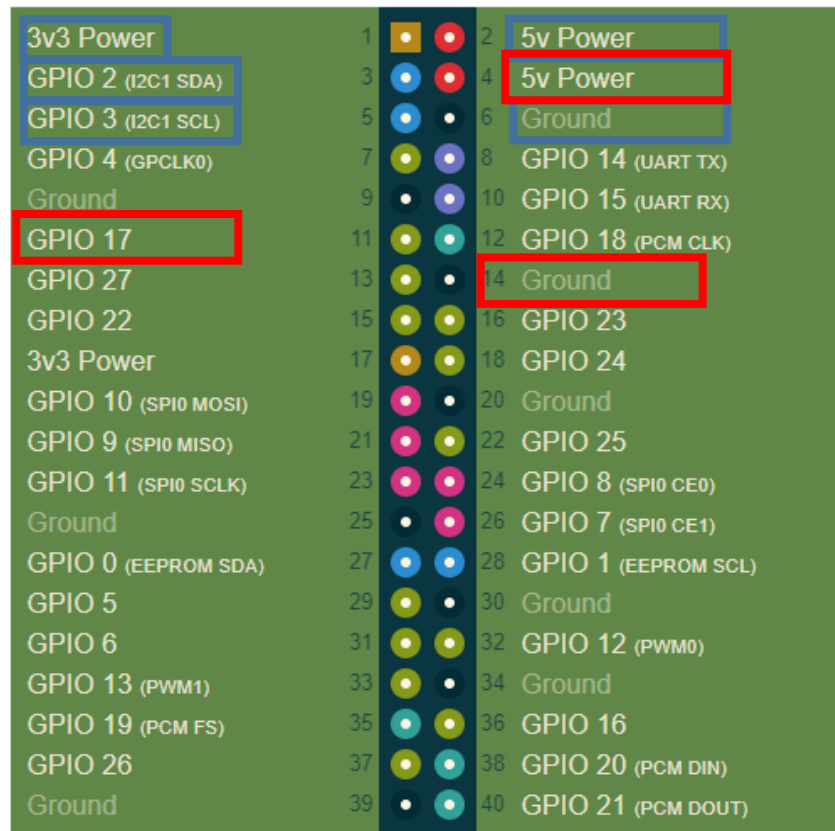 3v3 Power 1 2 5v Power
GPIO 2 (I2C1 SDA) 3 4 5v Power
GPIO 3 (I2C1 SCL) 5 6 Ground
GPIO 4 (GPCLK0) 7 8 GPIO 14 (UART TX)
Ground 9 10 GPIO 15 (UART RX)
GPIO 17 11 12 GPIO 18 (PCM CLK)
GPIO 27 13 14 Ground
GPIO 22 15 16 GPIO 23
3v3 Power 17 18 GPIO 24
GPIO 10 (SPI0 MOSI) 19 20 Ground
GPIO 9 (SPI0 MISO) 21 22 GPIO 25
GPIO 11 (SPI0 SCLK) 23 24 GPIO 8 (SPI0 CE0)
Ground 25 26 GPIO 7 (SPI0 CE1)
GPIO 0 (EEPROM SDA) 27 28 GPIO 1 (EEPROM SCL)
GPIO 5 29 30 Ground
GPIO 6 31 32 GPIO 12 (PWM0)
GPIO 13 (PWM1) 33 34 Ground
GPIO 19 (PCM FS) 35 36 GPIO 16
GPIO 26 37 38 GPIO 20 (PCM DIN)
Ground 39 40 GPIO 21 (PCM DOUT)